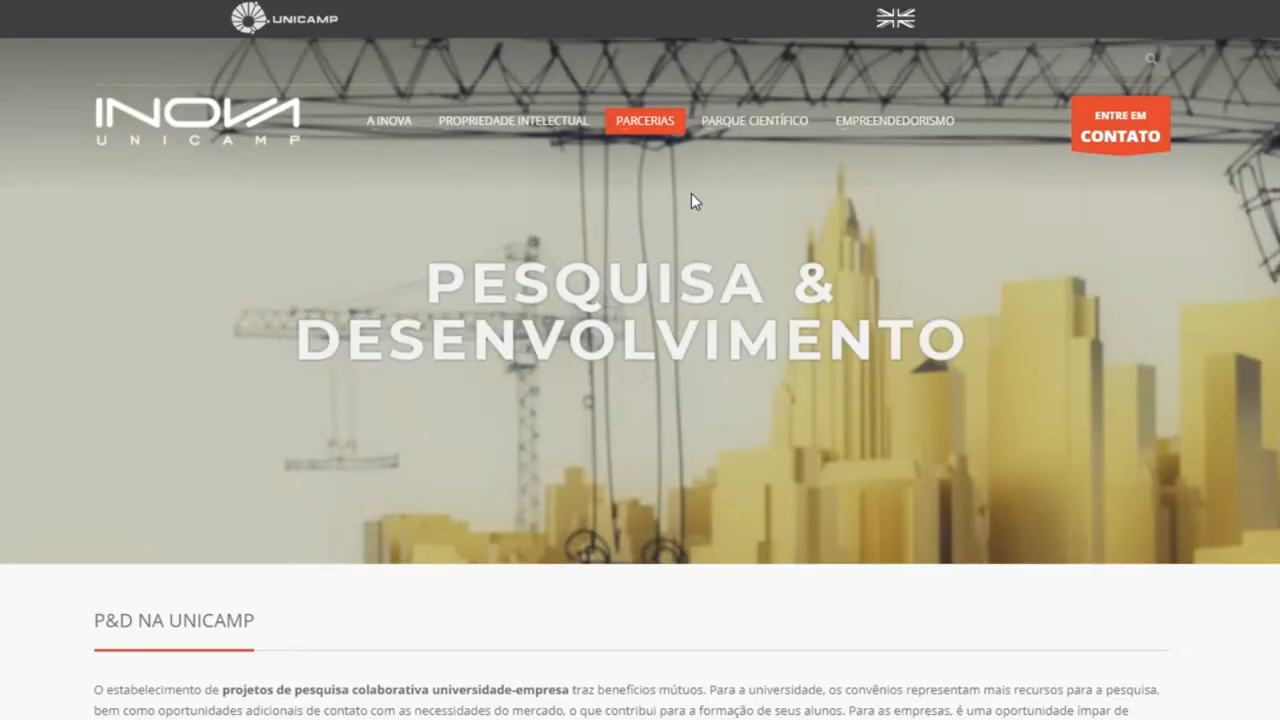 UNICAMP
INOVA
UNICAMP
A INOVA
PROPRIEDADE INTELECTUAL
PARCERIAS
PARQUE CIENTÍFICO
EMPREENDEDORISMO
ENTRE EM
CONTATO
PESQUISA &
DESENVOLVIMENTO
P&D NA UNICAMP
O estabelecimento de projetos de pesquisa colaborativa universidade-empresa traz benefícios mútuos. Para a universidade, os convênios representam mais recursos para a pesquisa,
bem como oportunidades adicionais de contato com as necessidades do mercado, o que contribui para a formação de seus alunos. Para as empresas, é uma oportunidade ímpar de